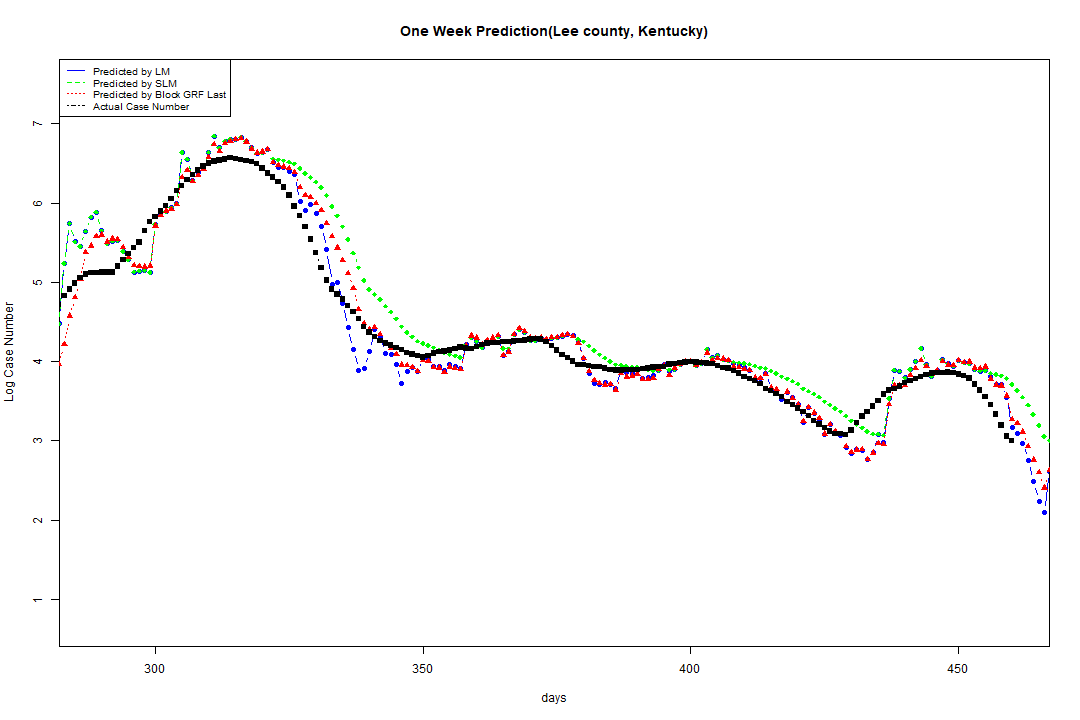 One Week Prediction(Lee county, Kentucky)
Predicted by LM
Predicted by SLM
Predicted by Block GRF Last
Actual Case Number
7
6
5
4
3
2
1
Log Case Number
300 350 400 450
days